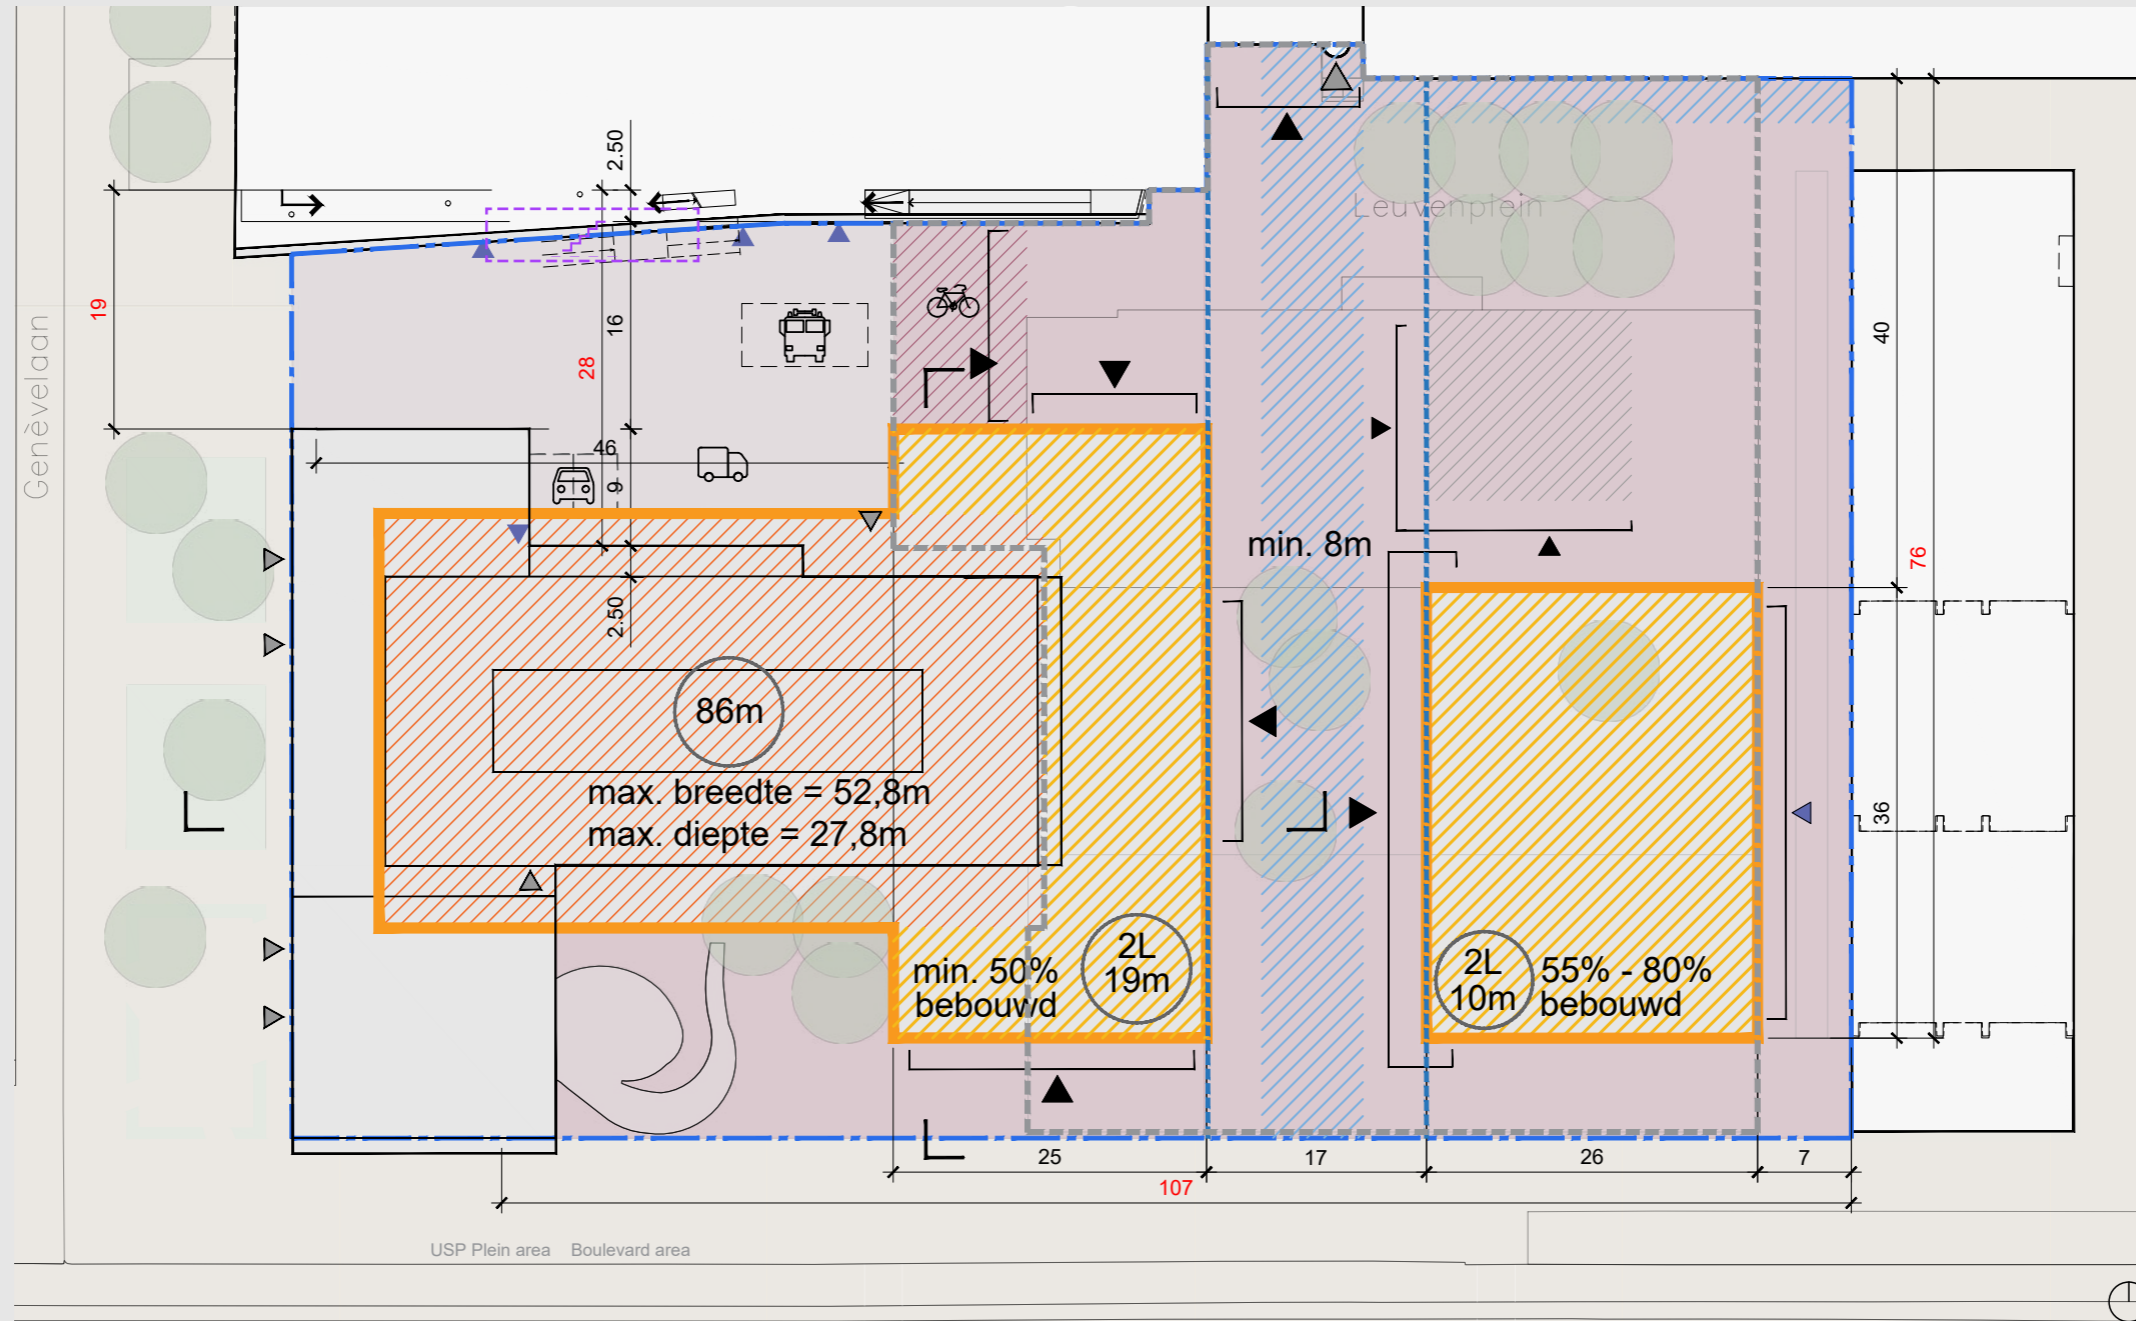 2.50
Leuvenplein
19
Genèvelaan
16
28
40
46
9
min. 8m
76
2.50
86m
max. breedte = 52,8m
max. diepte = 27,8m
36
min. 50%
bebouwd
2L
19m
2L
10m
55% - 80%
bebouwd
25
17
26
7
107
USP Plein area
Boulevard area